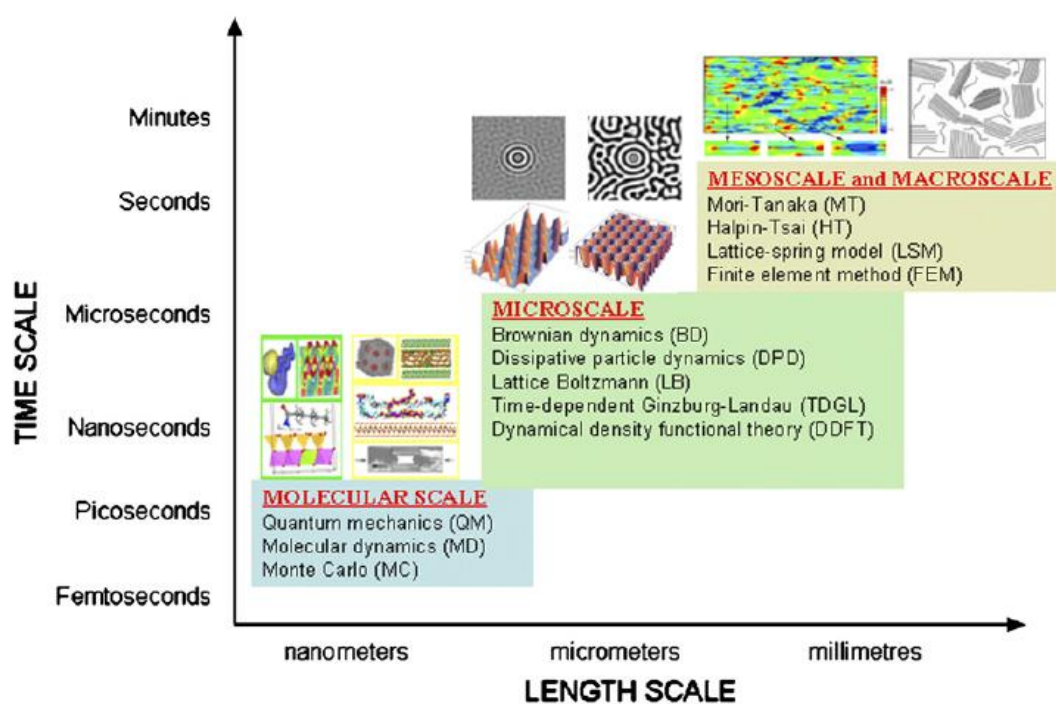 TIME SCALE
Minutes
Seconds
Microseconds
Nanoseconds
Picoseconds
Femtoseconds
MESOSCALE and MACROSCALE
Mori-Tanaka (MT)
Halpin-Tsai (HT)
Lattice-spring model (LSM)
Finite element method (FEM)
MICROSCALE
Brownian dynamics (BD)
Dissipative particle dynamics (DPD)
Lattice Boltzmann (LB)
Time-dependent Ginzburg-Landau (TDGL)
Dynamical density functional theory (DDFT)
MOLECULAR SCALE
Quantum mechanics (QM)
Molecular dynamics (MD)
Monte Carlo (MC)
nanometers
micrometers
millimetres
LENGTH SCALE